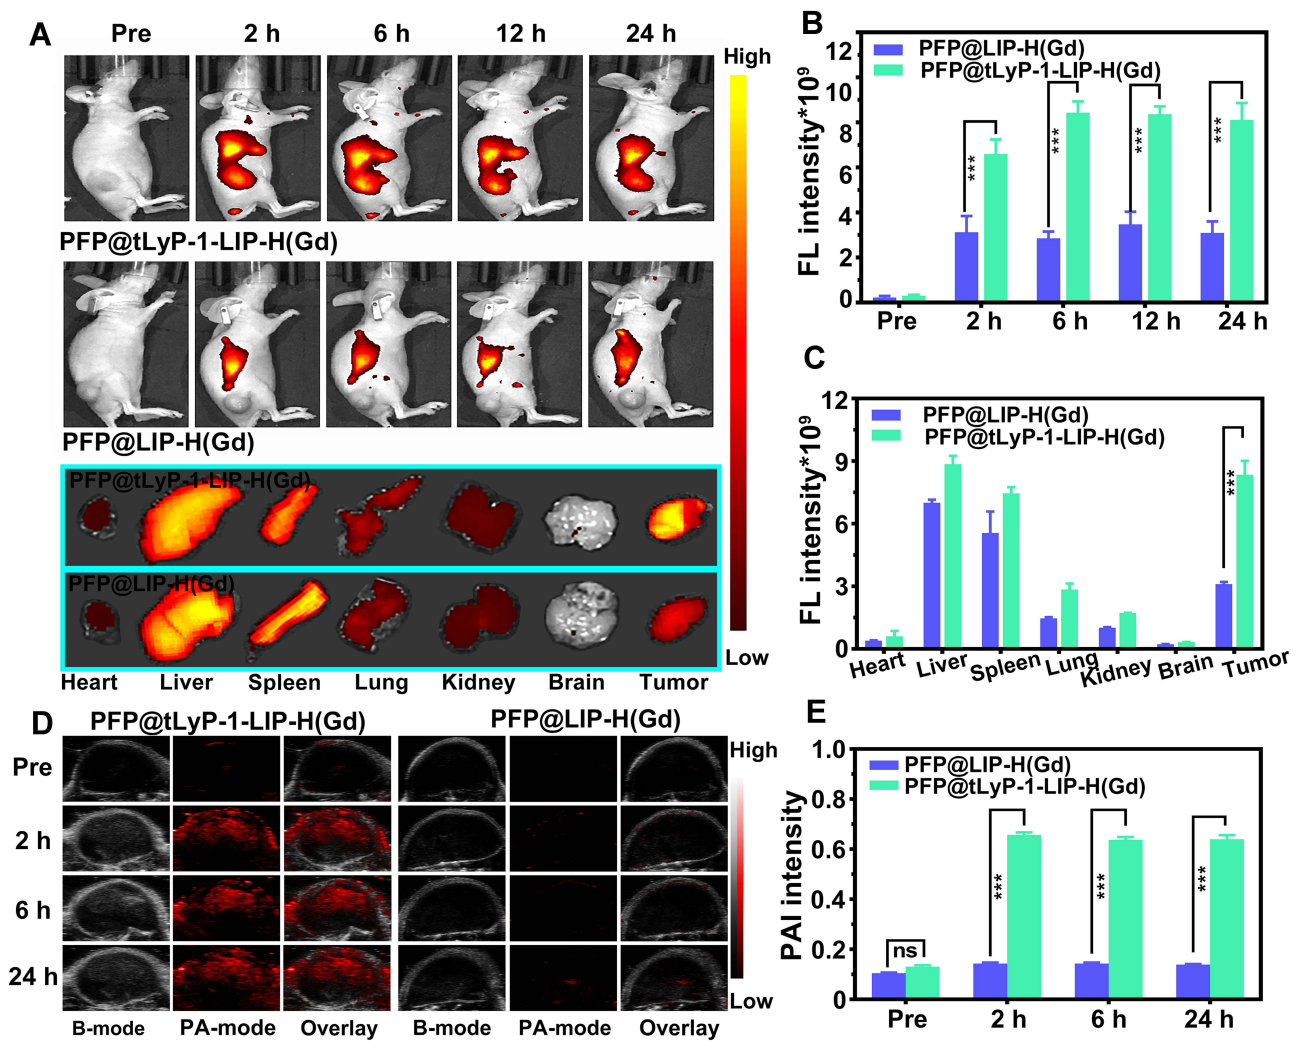 A
Pre 2 h 6 h 12 h 24 h
High
PFP@tLyP-1-LIP-H(Gd)
PFP@LIP-H(Gd)
PFP@tLyP-1-LIP-H(Gd)
PFP@LIP-H(Gd)
Low
Heart Liver Spleen Lung Kidney Brain Tumor
B
PFP@LIP-H(Gd)
PFP@tLyP-1-LIP-H(Gd)
FL intensity*10⁹
12
10
8
6
4
2
0
*** *** *** ***
Pre 2 h 6 h 12 h 24 h
C
PFP@LIP-H(Gd)
PFP@tLyP-1-LIP-H(Gd)
FL intensity*10⁹
12
9
6
3
0
***
Heart Liver Spleen Lung Kidney Brain Tumor
D
PFP@tLyP-1-LIP-H(Gd) PFP@LIP-H(Gd)
High
Pre
2 h
6 h
24 h
Low
B-mode PA-mode Overlay B-mode PA-mode Overlay
E
PFP@LIP-H(Gd)
PFP@tLyP-1-LIP-H(Gd)
PAI intensity
1.0
0.8
0.6
0.4
0.2
0
ns *** *** ***
Pre 2 h 6 h 24 h